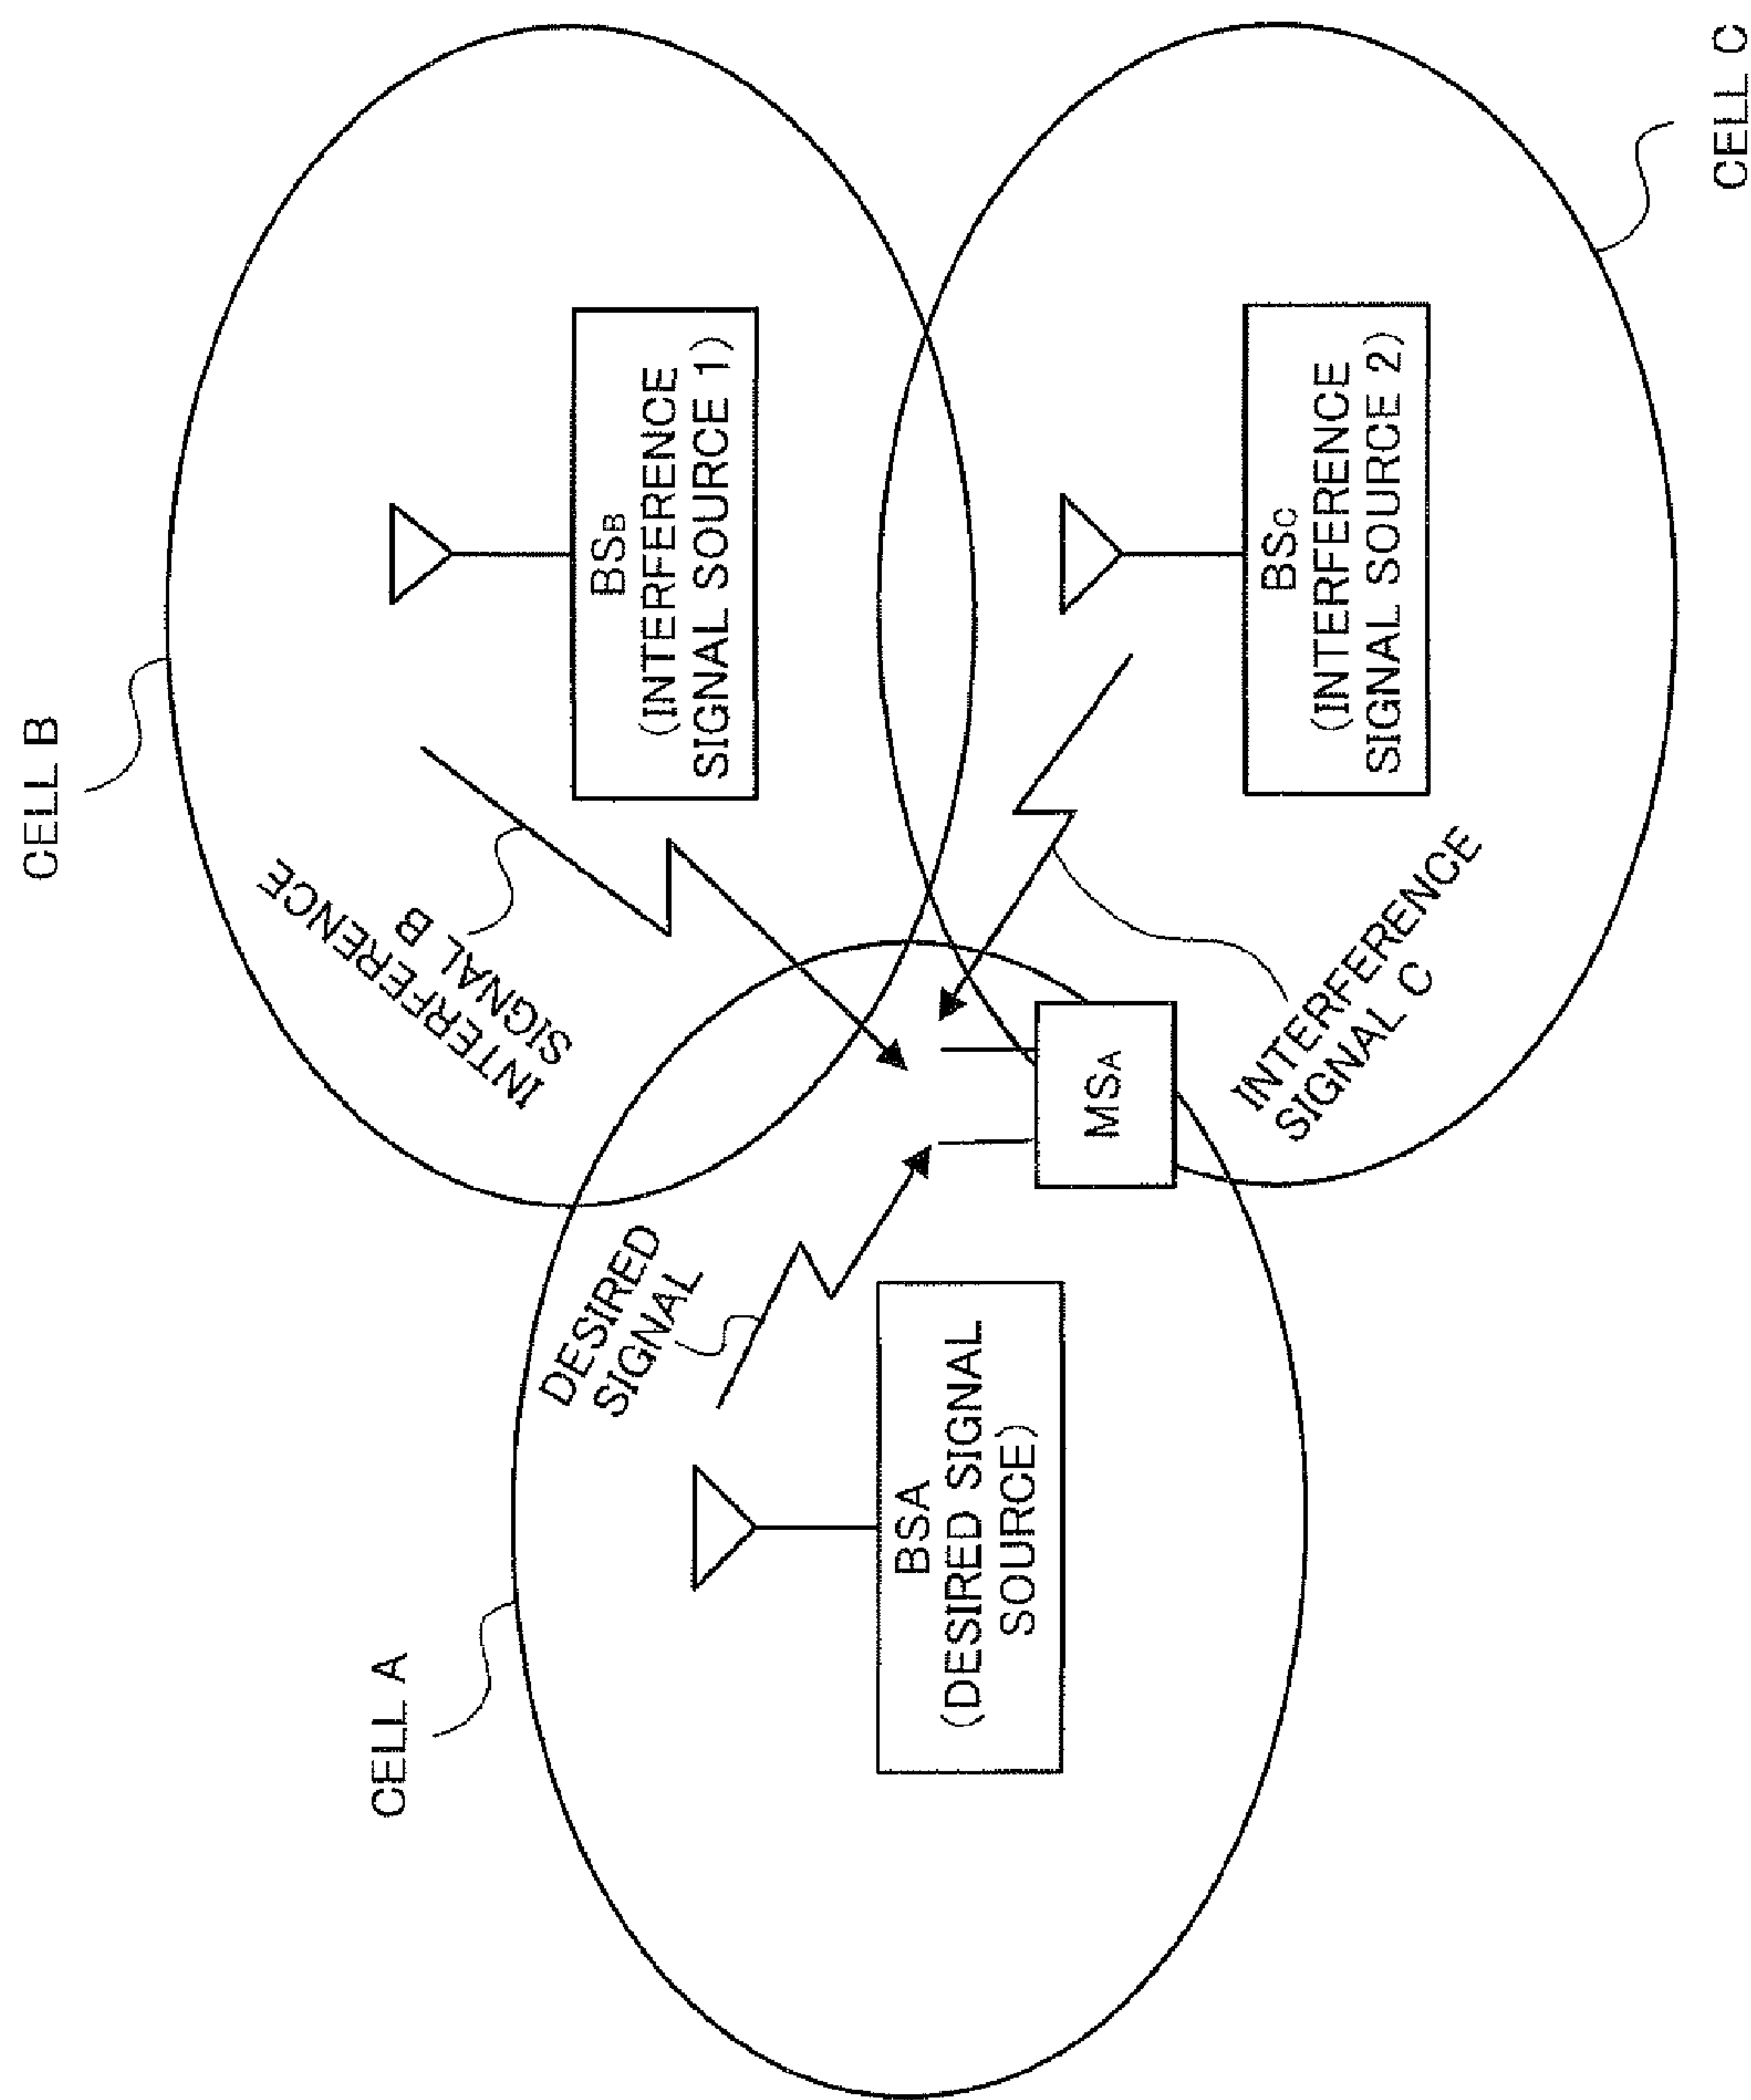 CELL B
CELL A
CELL C
INTERFERENCE
SIGNAL B
DESIRED
SIGNAL
BSB
(INTERFERENCE
SIGNAL SOURCE 1)
BSA
(DESIRED SIGNAL
SOURCE)
MSA
BSC
(INTERFERENCE
SIGNAL SOURCE 2)
INTERFERENCE
SIGNAL C